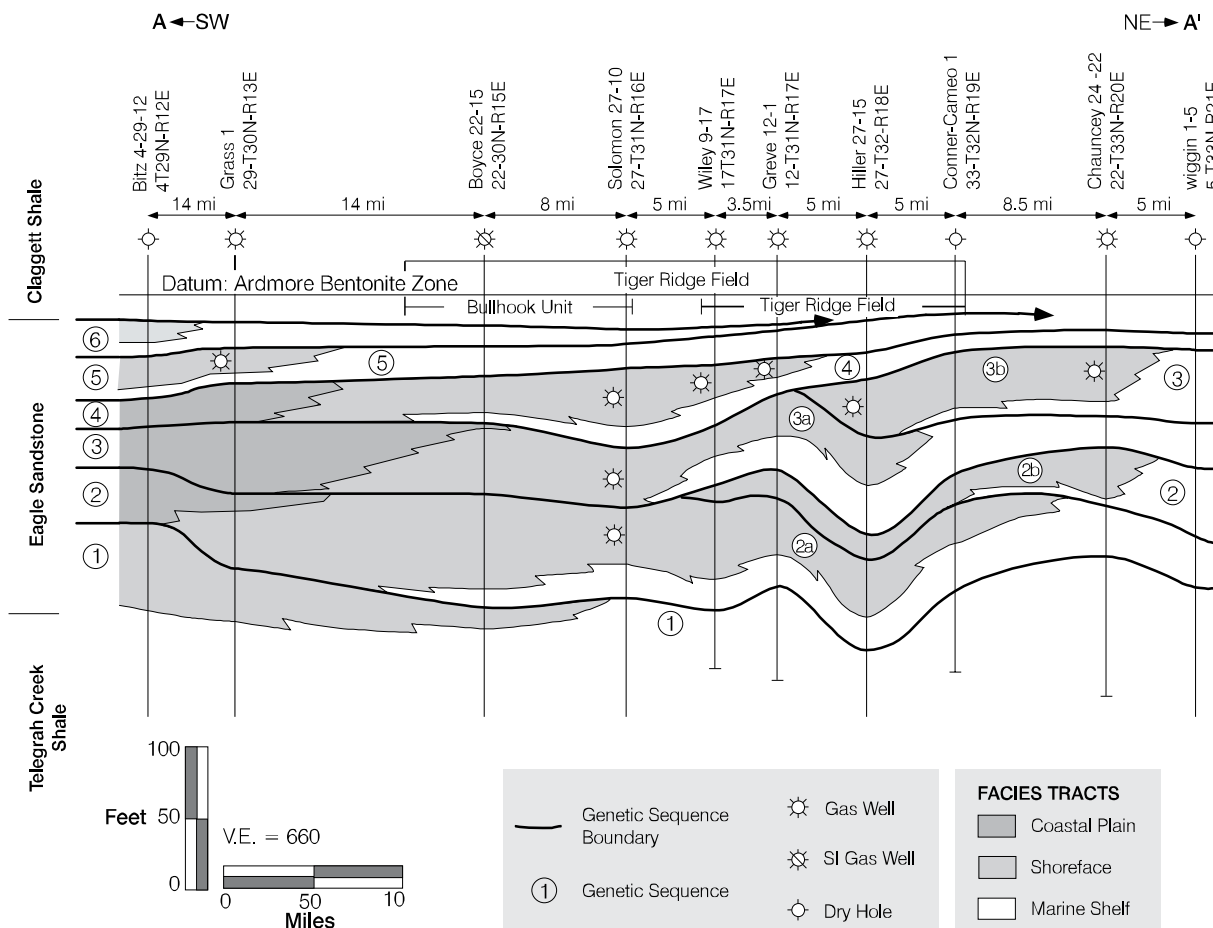 A SW
NE A'
Bitz 4-29-12
4T29N-R12E
Grass 1
29-T30N-R13E
Boyce 22-15
22-30N-R15E
Solomon 27-10
27-T31N-R16E
Wiley 9-17
17T31N-R17E
Greve 12-1
12-T31N-R17E
Hiller 27-15
27-T32-R18E
Conner-Cameo 1
33-T32N-R19E
Chauncey 24 -22
22-T33N-R20E
wiggin 1-5
5-T33N-R21E
14 mi
14 mi
8 mi
5 mi
3.5mi
5 mi
5 mi
8.5 mi
5 mi
Claggett Shale
Eagle Sandstone
Telegrah Creek
Shale
Tiger Ridge Field
Datum: Ardmore Bentonite Zone
Bullhook Unit
Tiger Ridge Field
6
5
5
4
3b
3
4
3a
3
2b
2
2
2a
1
1
100
Feet
50
0
V.E. = 660
0
50
10
Miles
Genetic Sequence
Boundary
1
Genetic Sequence
Gas Well
SI Gas Well
Dry Hole
FACIES TRACTS
Coastal Plain
Shoreface
Marine Shelf